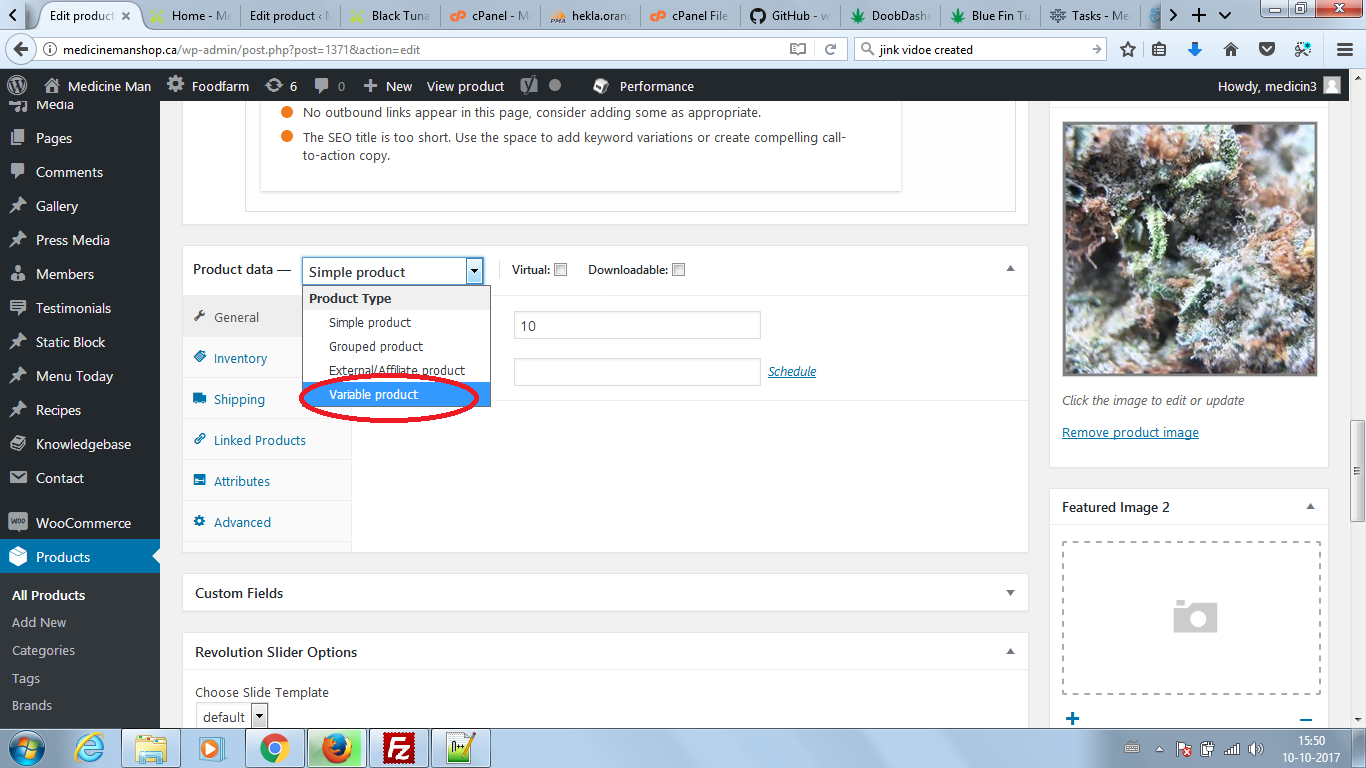 Edit product
Home - Me
Edit product ‹ M
Black Tuna
cPanel - M
hekla.orang
cPanel File
GitHub - w
DoobDashe
Blue Fin Tu
Tasks - Me
medicinemanshop.ca/wp-admin/post.php?post=1371&action=edit
jink vidoe created
Medicine Man
Foodfarm
6
0
New
View product
Performance
Howdy, medicin3
Media
Pages
Comments
Gallery
Press Media
Members
Testimonials
Static Block
Menu Today
Recipes
Knowledgebase
Contact
WooCommerce
Products
All Products
Add New
Categories
Tags
Brands
No outbound links appear in this page, consider adding some as appropriate.
The SEO title is too short. Use the space to add keyword variations or create compelling call-
to-action copy.
Product data —
Simple product
Virtual:
Downloadable:
Product Type
Simple product
Grouped product
External/Affiliate product
Variable product
General
Inventory
Shipping
Linked Products
Attributes
Advanced
10
Schedule
Custom Fields
Revolution Slider Options
Choose Slide Template
default
Click the image to edit or update
Remove product image
Featured Image 2
15:50
10-10-2017